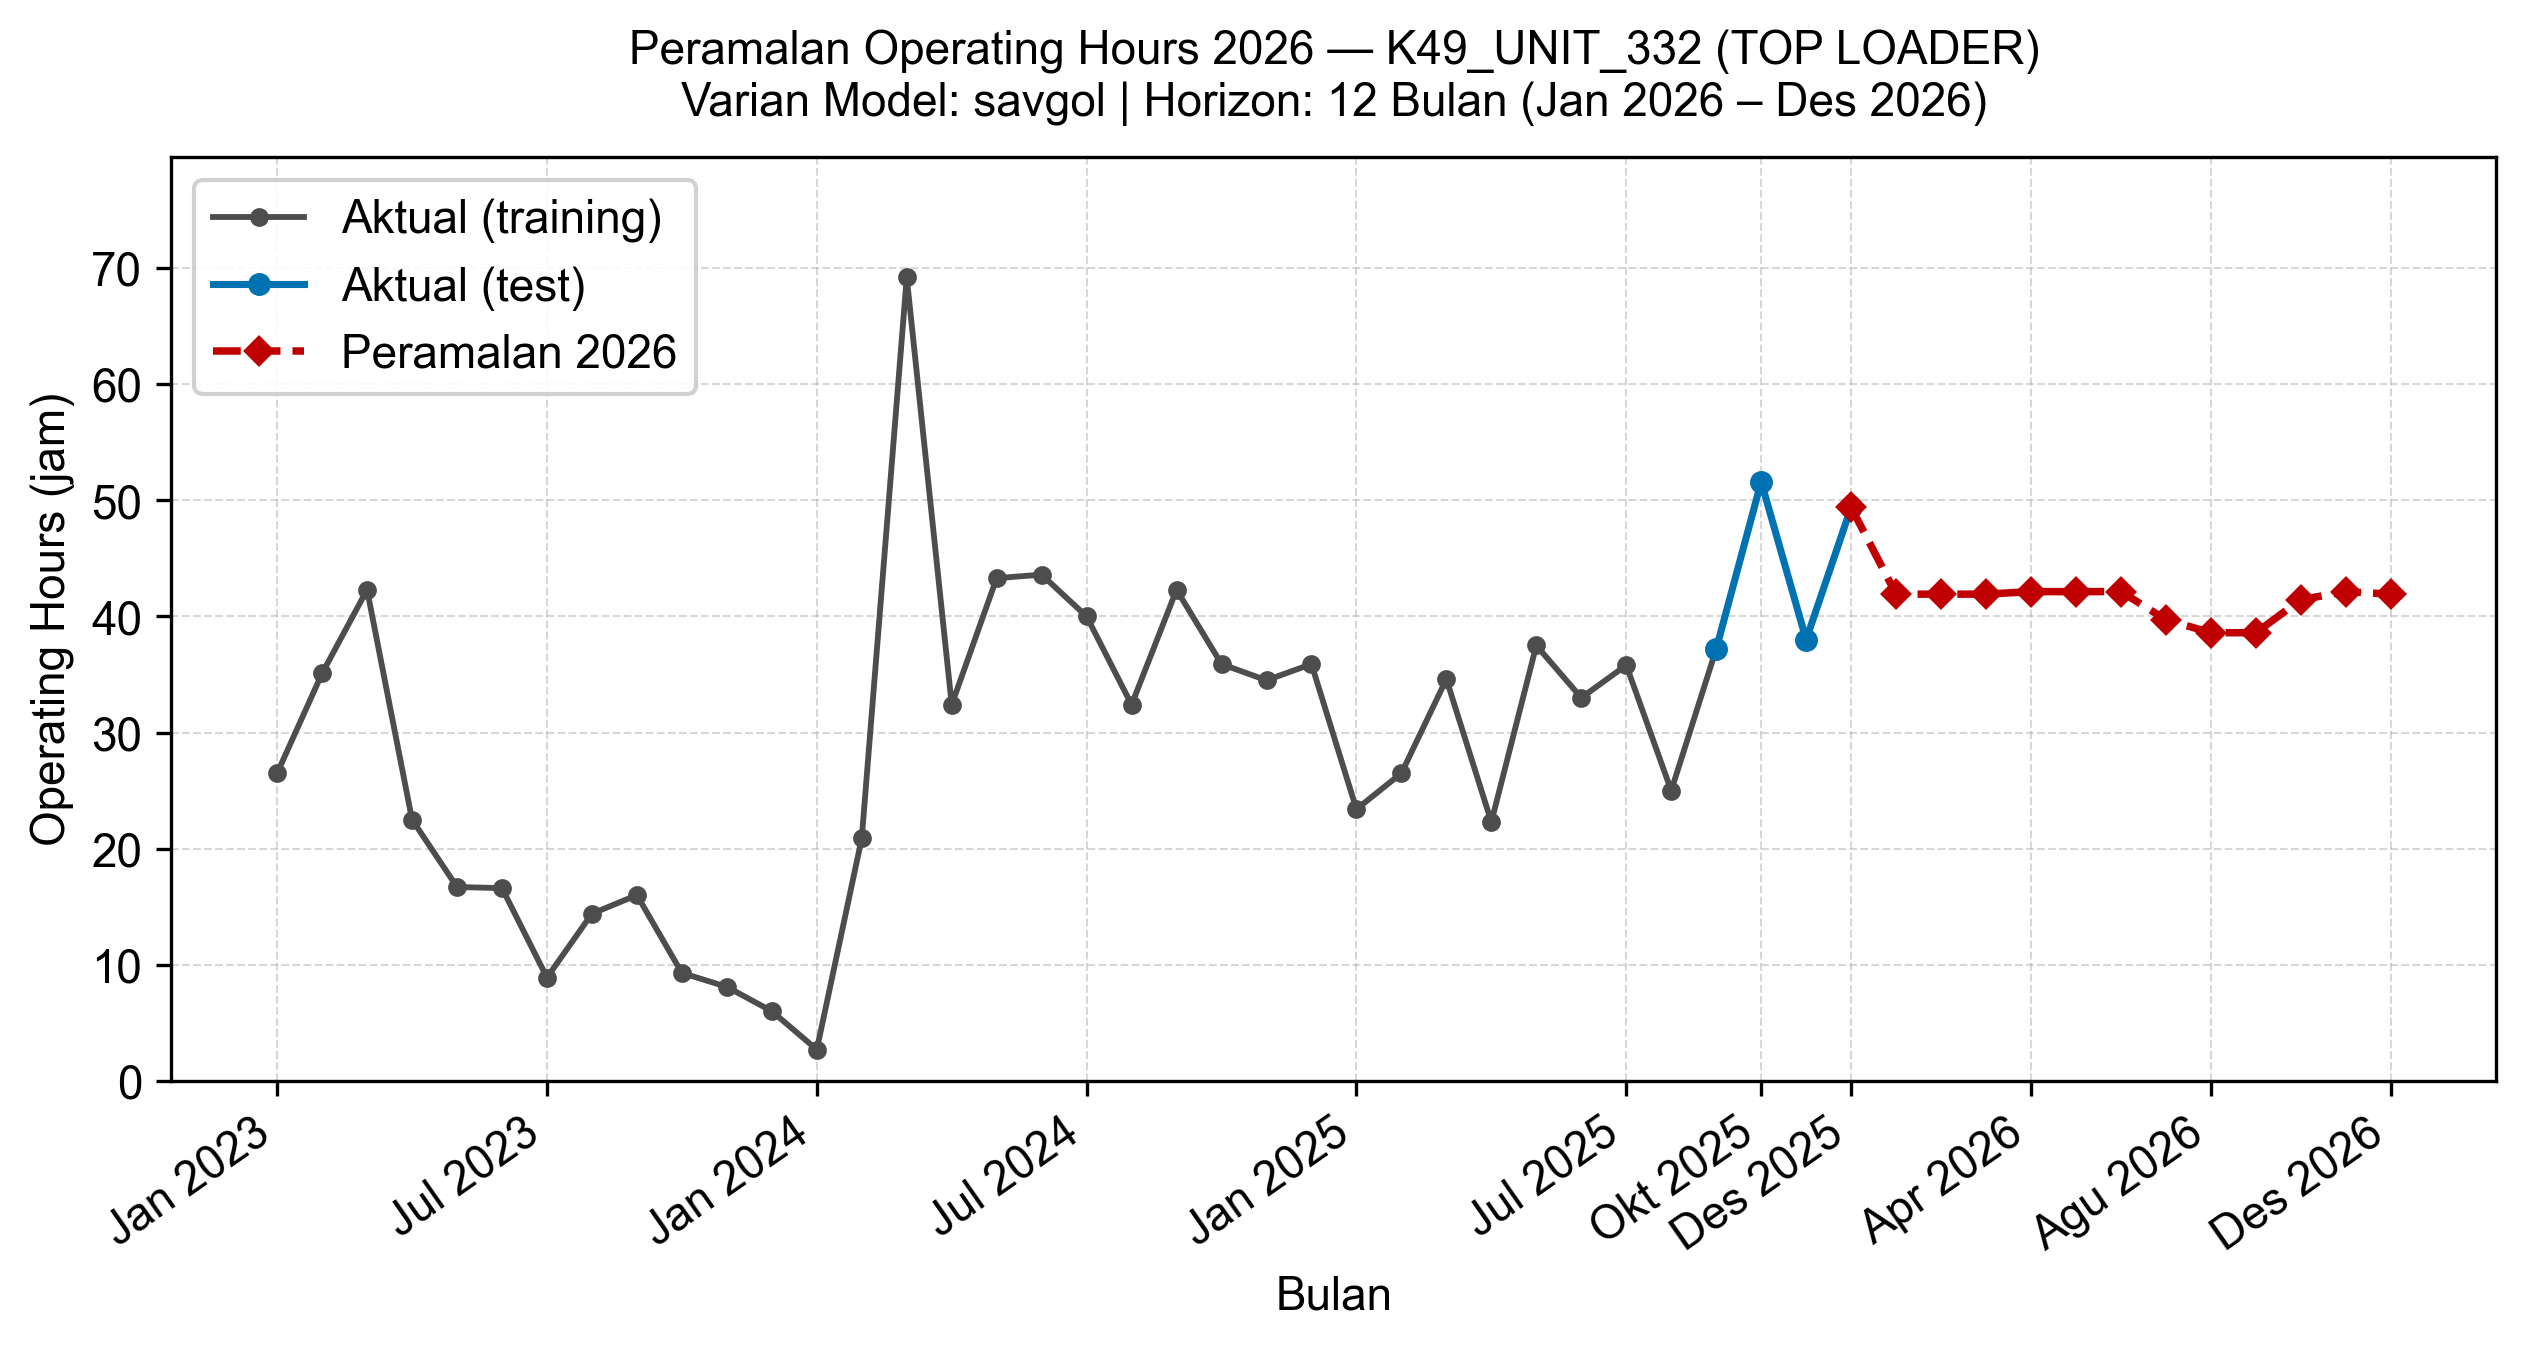 Peramalan Operating Hours 2026 — K49_UNIT_332 (TOP LOADER)
Varian Model: savgol | Horizon: 12 Bulan (Jan 2026 – Des 2026)
Aktual (training)
Aktual (test)
Peramalan 2026
Operating Hours (jam)
70
60
50
40
30
20
10
0
Jan 2023
Jul 2023
Jan 2024
Jul 2024
Jan 2025
Jul 2025
Okt 2025
Des 2025
Apr 2026
Agu 2026
Des 2026
Bulan